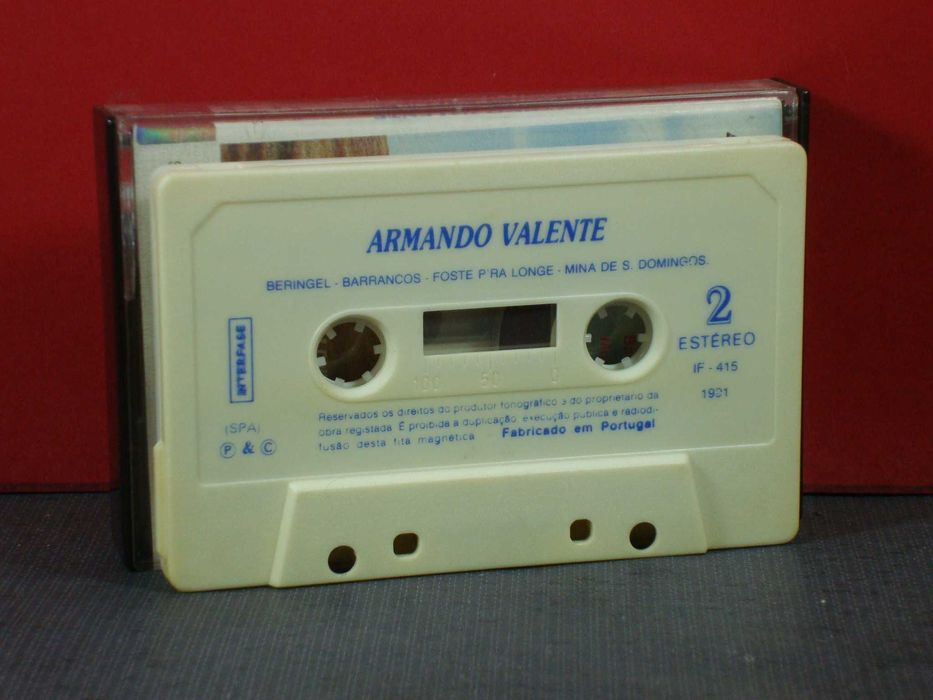 ARMANDO VALENTE
BERINGEL - BARRANCOS - FOSTE P'RA LONGE - MINA DE S. DOMINGOS.
2
ESTÉREO
IF - 415
1991
INTERFASE
(SPA)
Ⓟ & Ⓒ
100 50 0
Reservados os direitos do produtor fonográfico e do proprietário da
obra registada. É proibida a duplicação, execução pública e radiodi-
fusão desta fita magnética - Fabricado em Portugal